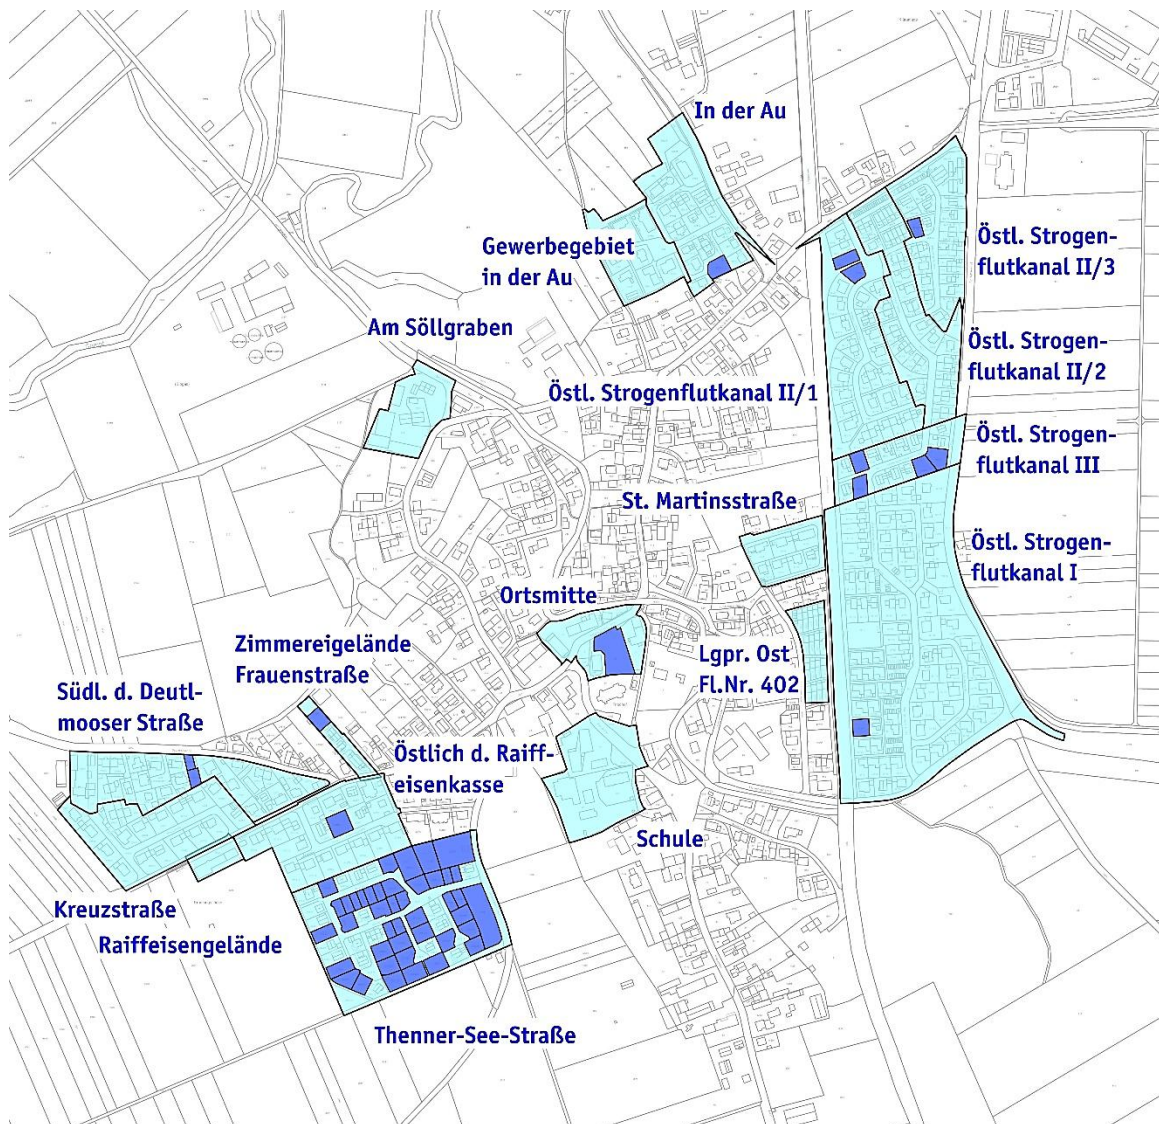 In der Au
Gewerbegebiet
in der Au
Östl. Strogen-
flutkanal II/3
Am Söllgraben
Östl. Strogen-
flutkanal II/2
Östl. Strogenflutkanal II/1
Östl. Strogen-
flutkanal III
St. Martinsstraße
Östl. Strogen-
flutkanal I
Ortsmitte
Zimmereigelände
Frauenstraße
Lgpr. Ost
Fl.Nr. 402
Südl. d. Deutl-
mooser Straße
Östlich d. Raiff-
eisenkasse
Schule
Kreuzstraße
Raiffeisengelände
Thenner-See-Straße